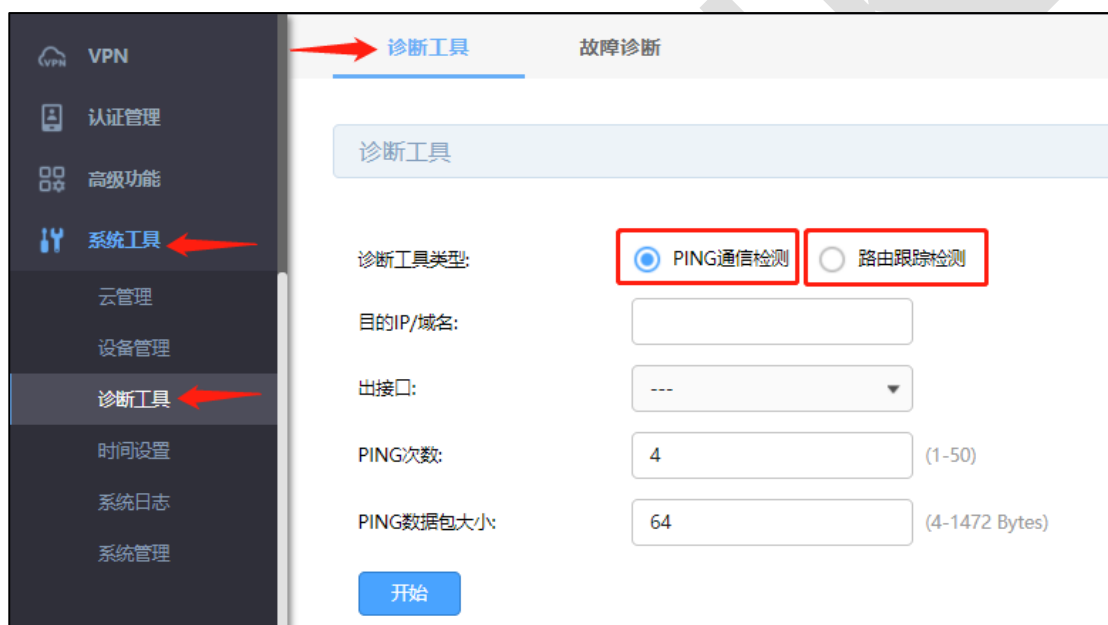 VPN
认证管理
高级功能
系统工具
云管理
设备管理
诊断工具
时间设置
系统日志
系统管理
诊断工具 故障诊断
诊断工具
诊断工具类型: PING通信检测 路由跟踪检测
目的IP/域名:
出接口: ---
PING次数: 4 (1-50)
PING数据包大小: 64 (4-1472 Bytes)
开始